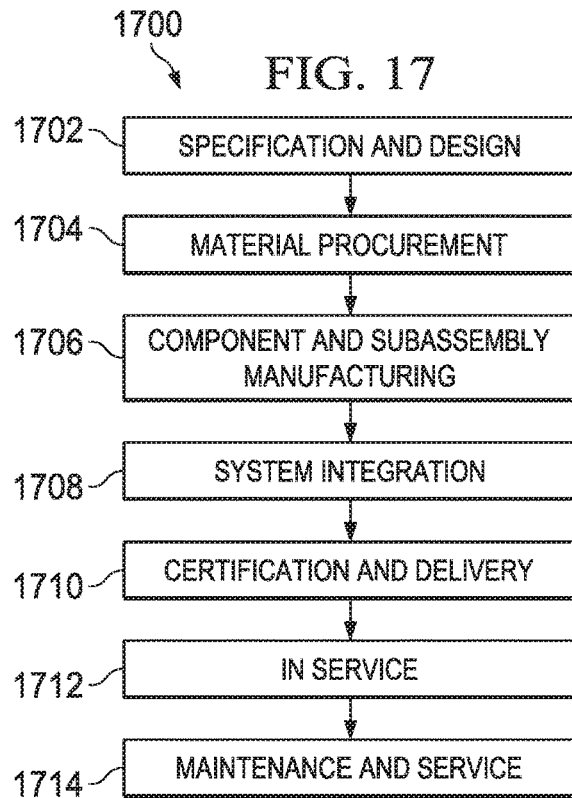 1700
FIG. 17
1702
SPECIFICATION AND DESIGN
1704
MATERIAL PROCUREMENT
1706
COMPONENT AND SUBASSEMBLY
MANUFACTURING
1708
SYSTEM INTEGRATION
1710
CERTIFICATION AND DELIVERY
1712
IN SERVICE
1714
MAINTENANCE AND SERVICE